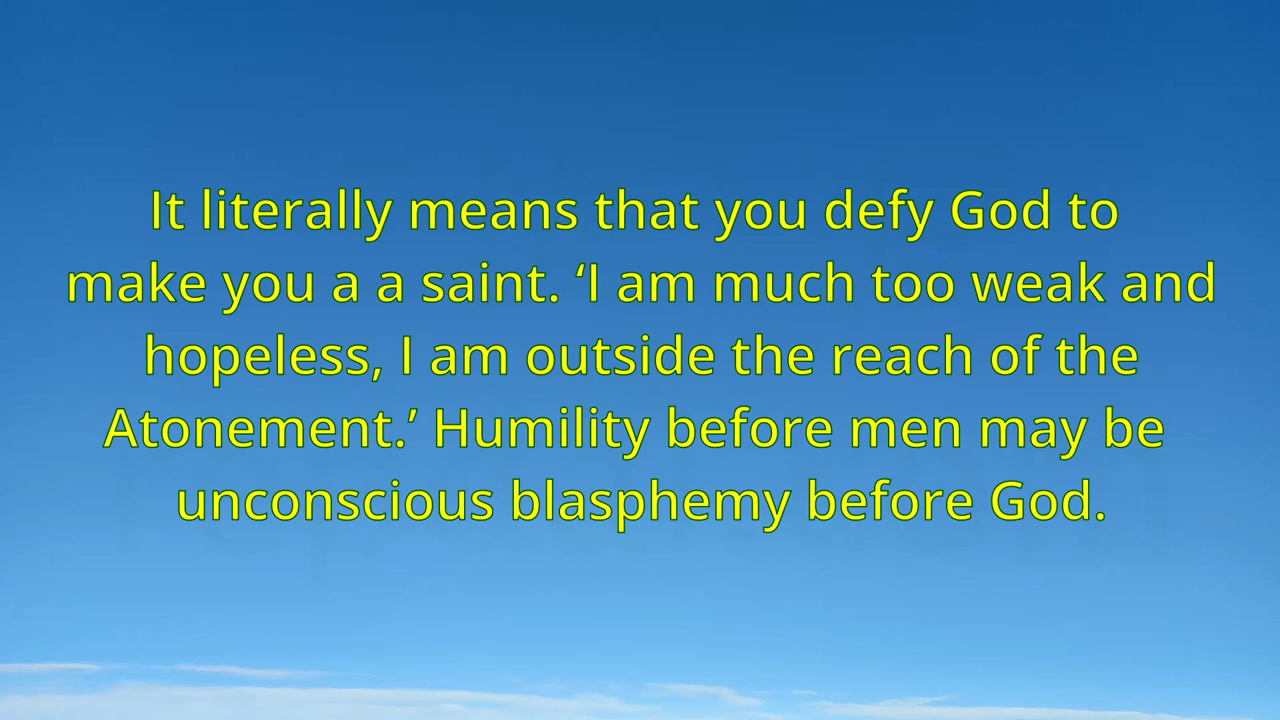 It literally means that you defy God to
make you a a saint. ‘I am much too weak and
hopeless, I am outside the reach of the
Atonement.’ Humility before men may be
unconscious blasphemy before God.